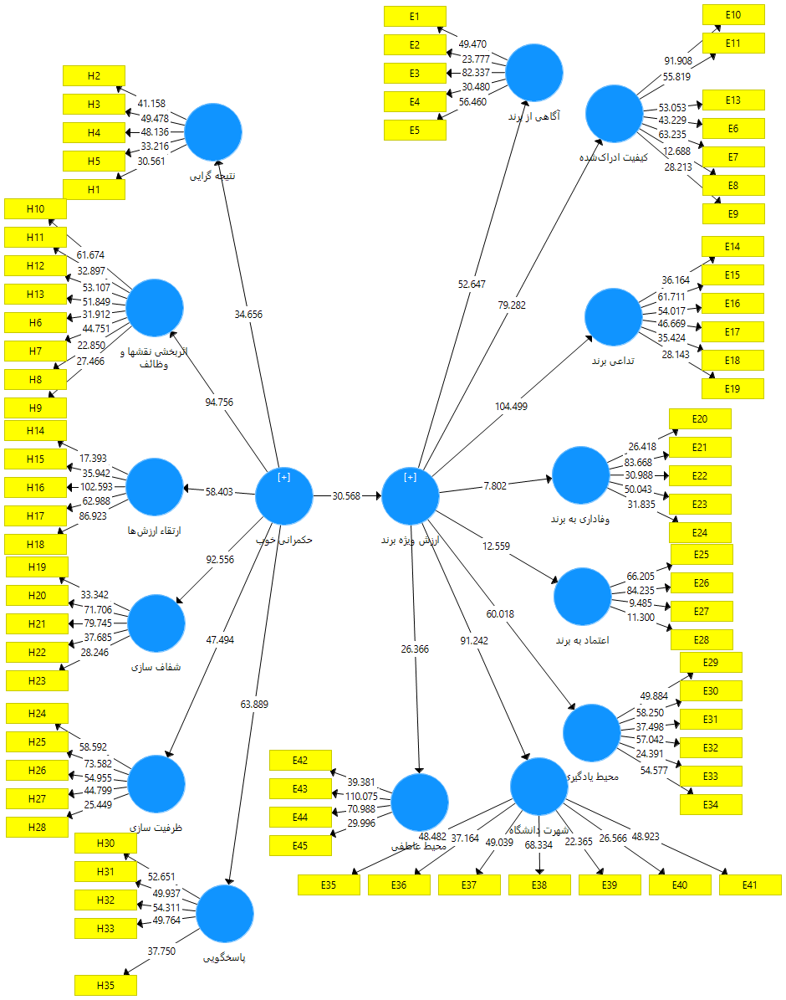 E1
E2
E3
E4
E5
49.470
23.777
82.337
30.480
56.460
آگاهی از برند
E10
E11
E13
E6
E7
E8
E9
91.908
55.819
53.053
43.229
63.235
12.688
28.213
کیفیت ادراک‌شده
H2
H3
H4
H5
H1
41.158
49.478
48.136
33.216
30.561
نتیجه گرایی
H10
H11
H12
H13
H6
H7
H8
H9
61.674
32.897
53.107
51.849
31.912
44.751
22.850
27.466
اثربخشی نقشها و
وظائف
E14
E15
E16
E17
E18
E19
36.164
61.711
54.017
46.669
35.424
28.143
تداعی برند
34.656
94.756
58.403
92.556
47.494
63.889
52.647
79.282
104.499
7.802
12.559
60.018
91.242
26.366
[+]
حکمرانی خوب
30.568
[+]
ارزش ویژه برند
H14
H15
H16
H17
H18
17.393
35.942
102.593
62.988
86.923
ارتقاء ارزش‌ها
E20
E21
E22
E23
E24
26.418
83.668
30.988
50.043
31.835
وفاداری به برند
H19
H20
H21
H22
H23
33.342
71.706
79.745
37.685
28.246
شفاف سازی
E25
E26
E27
E28
66.205
84.235
9.485
11.300
اعتماد به برند
H24
H25
H26
H27
H28
58.592
73.582
54.955
44.799
25.449
ظرفیت سازی
E29
E30
E31
E32
E33
E34
49.884
58.250
37.498
57.042
24.391
54.577
محیط یادگیری
E42
E43
E44
E45
39.381
110.075
70.988
29.996
محیط عاطفی
شهرت دانشگاه
48.482
37.164
49.039
68.334
22.365
26.566
48.923
E35
E36
E37
E38
E39
E40
E41
H30
H31
H32
H33
H35
52.651
49.937
54.311
49.764
37.750
پاسخگویی